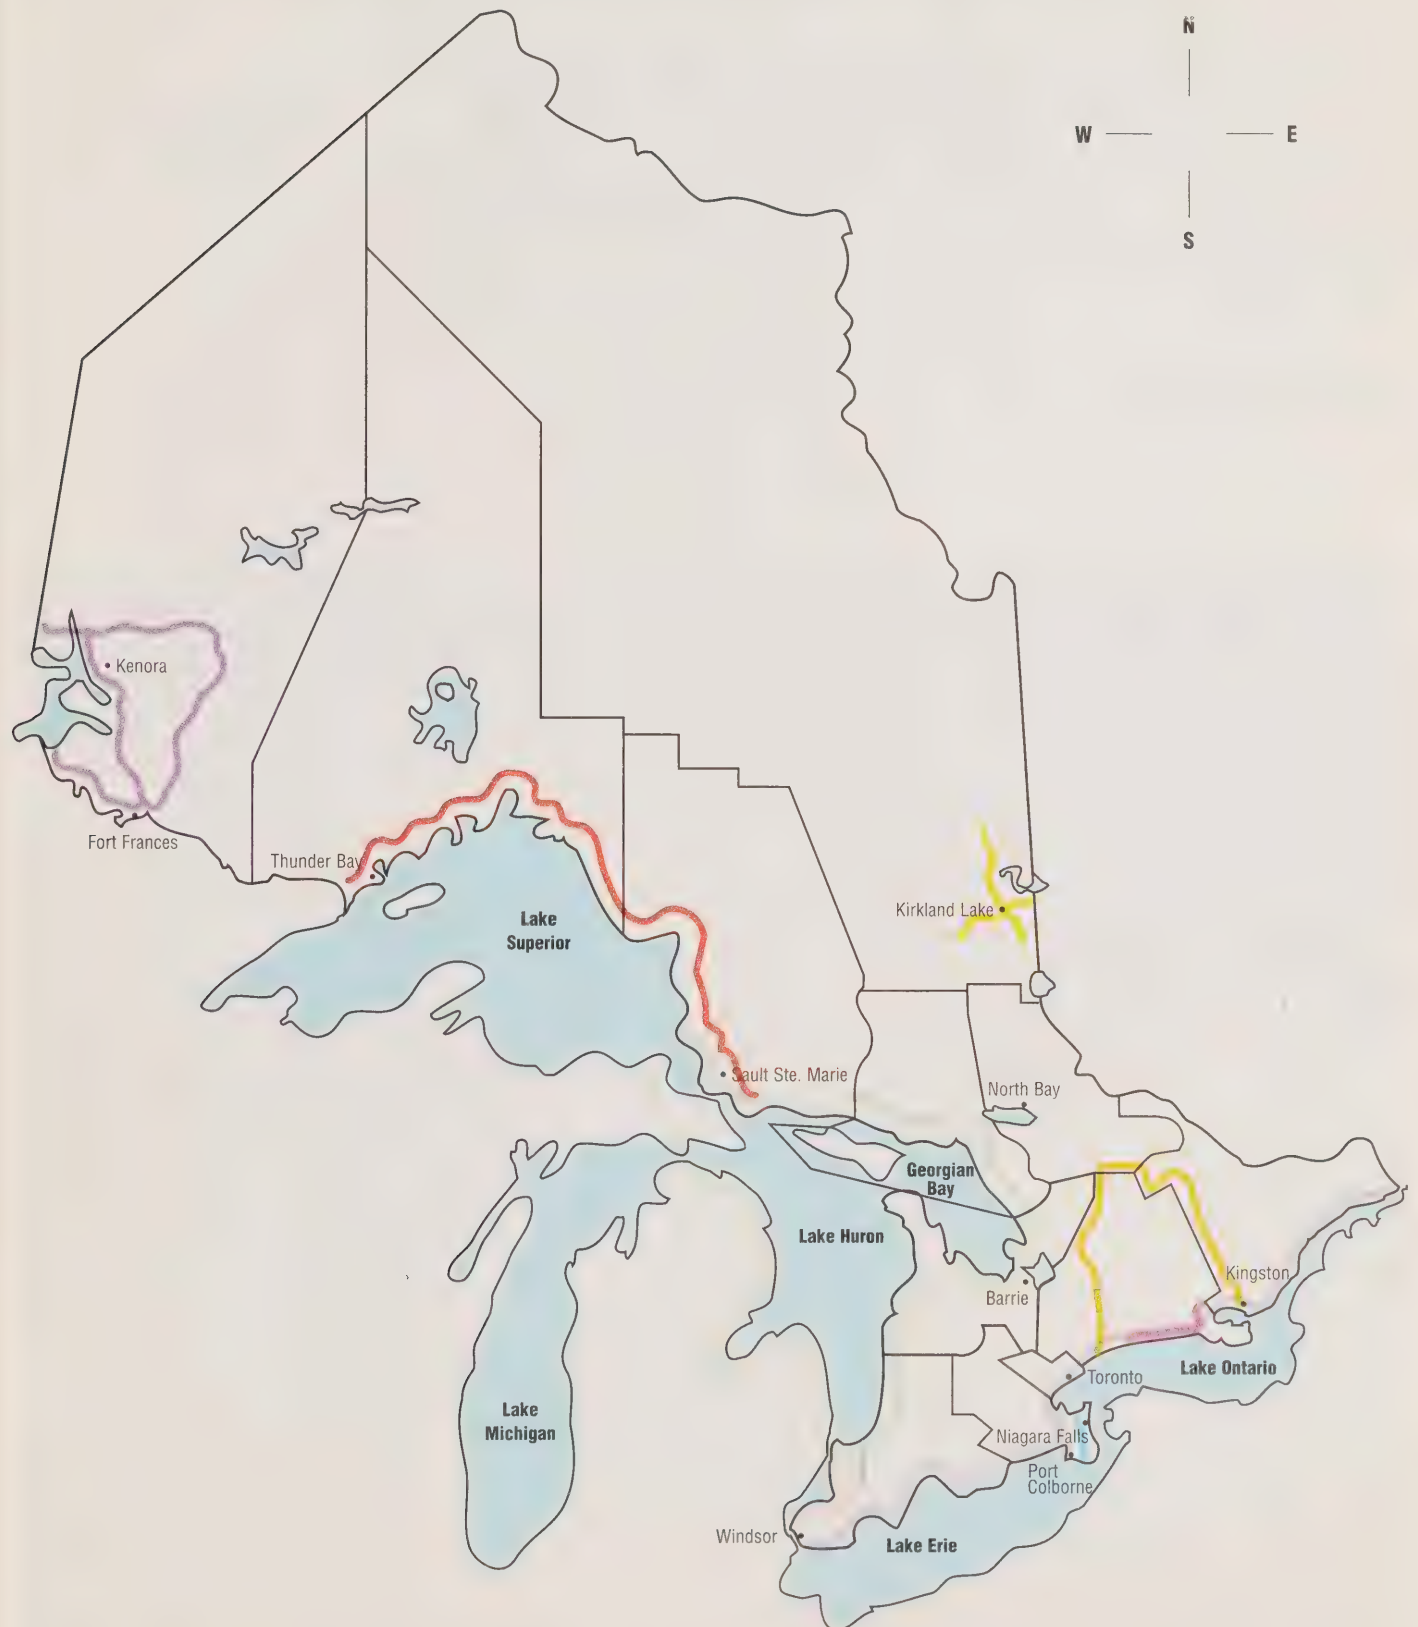 N
W
E
S
Kenora
Fort Frances
Thunder Bay
Lake
Superior
Kirkland Lake
Sault Ste. Marie
North Bay
Georgian
Bay
Lake Huron
Kingston
Barrie
Lake Ontario
Toronto
Lake
Michigan
Niagara Falls
Port
Colborne
Windsor
Lake Erie